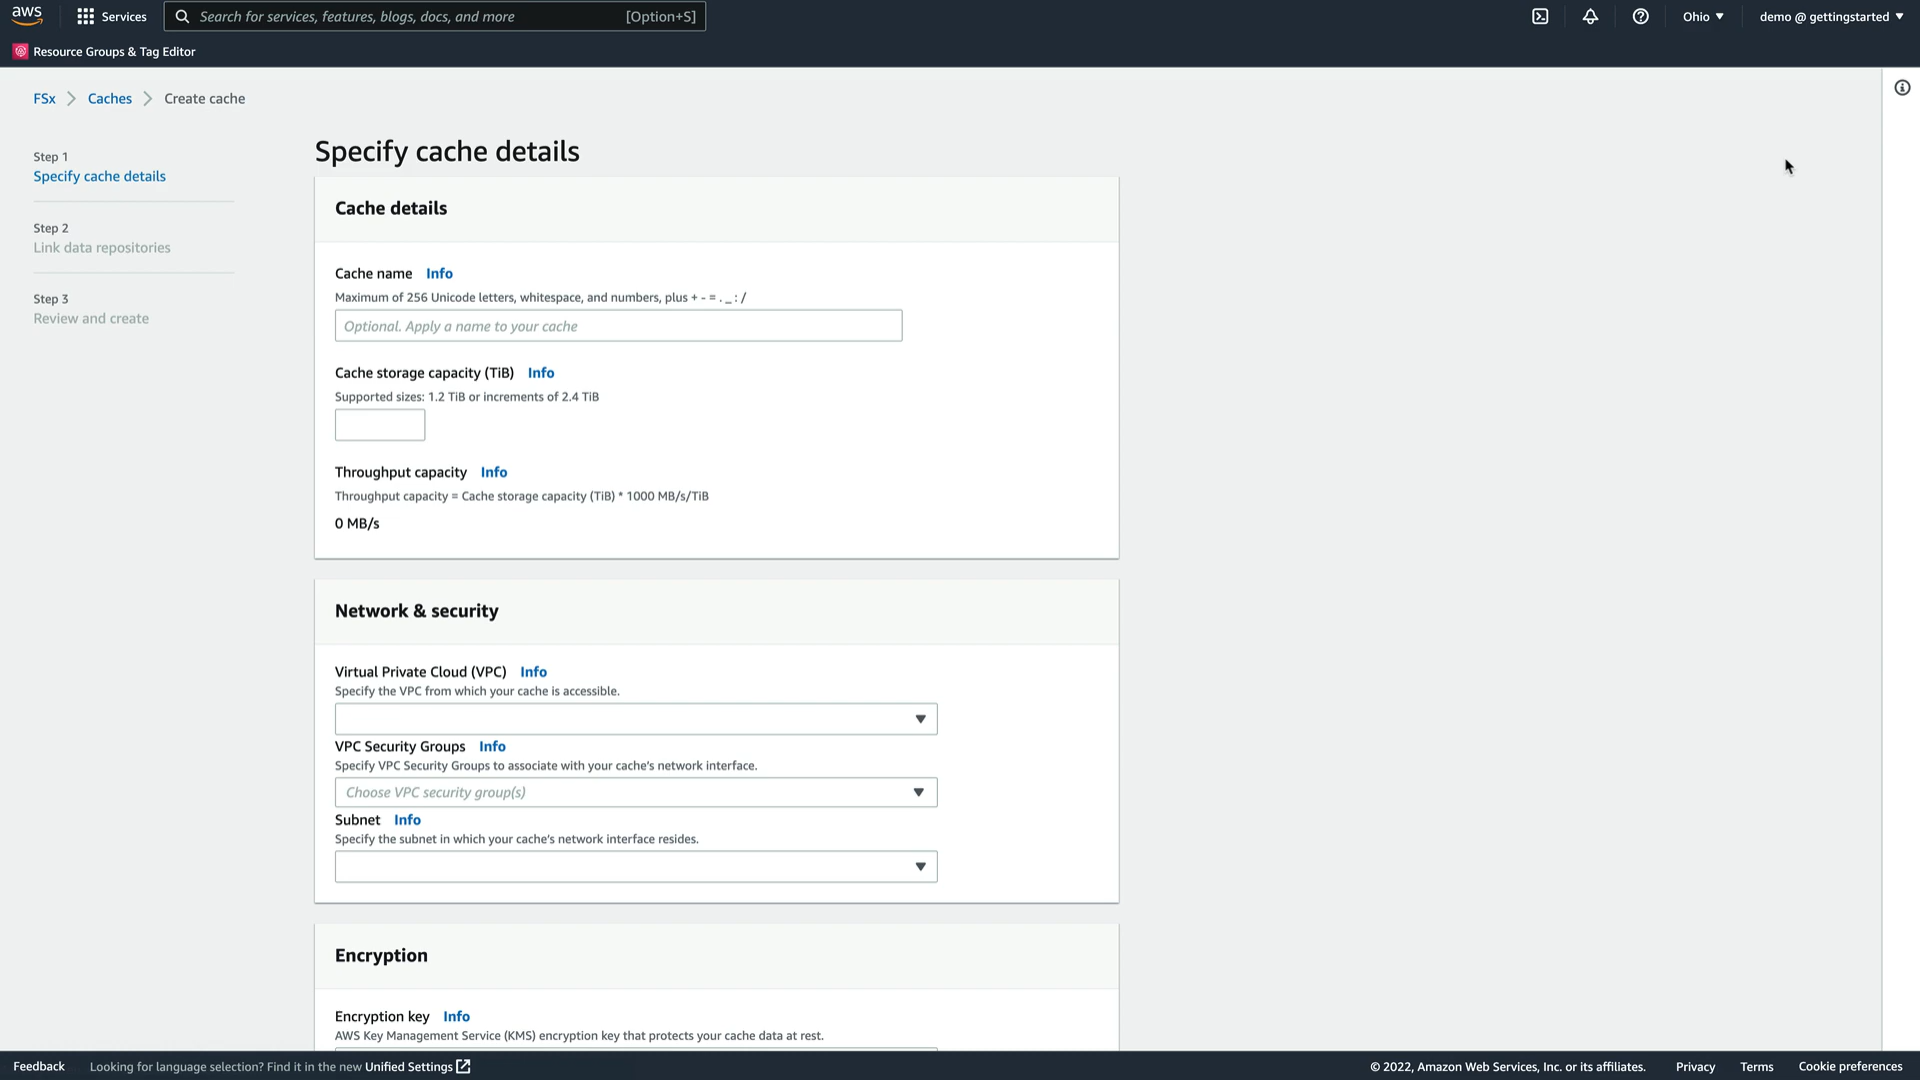 aws
Services
Search for services, features, blogs, docs, and more
[Option+S]
Ohio
demo @ gettingstarted
Resource Groups & Tag Editor
FSx
Caches
Create cache
Step 1
Specify cache details
Step 2
Link data repositories
Step 3
Review and create
Specify cache details
Cache details
Cache name Info
Maximum of 256 Unicode letters, whitespace, and numbers, plus + - = . _ : /
Optional. Apply a name to your cache
Cache storage capacity (TiB) Info
Supported sizes: 1.2 TiB or increments of 2.4 TiB
Throughput capacity Info
Throughput capacity = Cache storage capacity (TiB) * 1000 MB/s/TiB
0 MB/s
Network & security
Virtual Private Cloud (VPC) Info
Specify the VPC from which your cache is accessible.
VPC Security Groups Info
Specify VPC Security Groups to associate with your cache's network interface.
Choose VPC security group(s)
Subnet Info
Specify the subnet in which your cache's network interface resides.
Encryption
Encryption key Info
AWS Key Management Service (KMS) encryption key that protects your cache data at rest.
Feedback
Looking for language selection? Find it in the new Unified Settings
© 2022, Amazon Web Services, Inc. or its affiliates.
Privacy
Terms
Cookie preferences